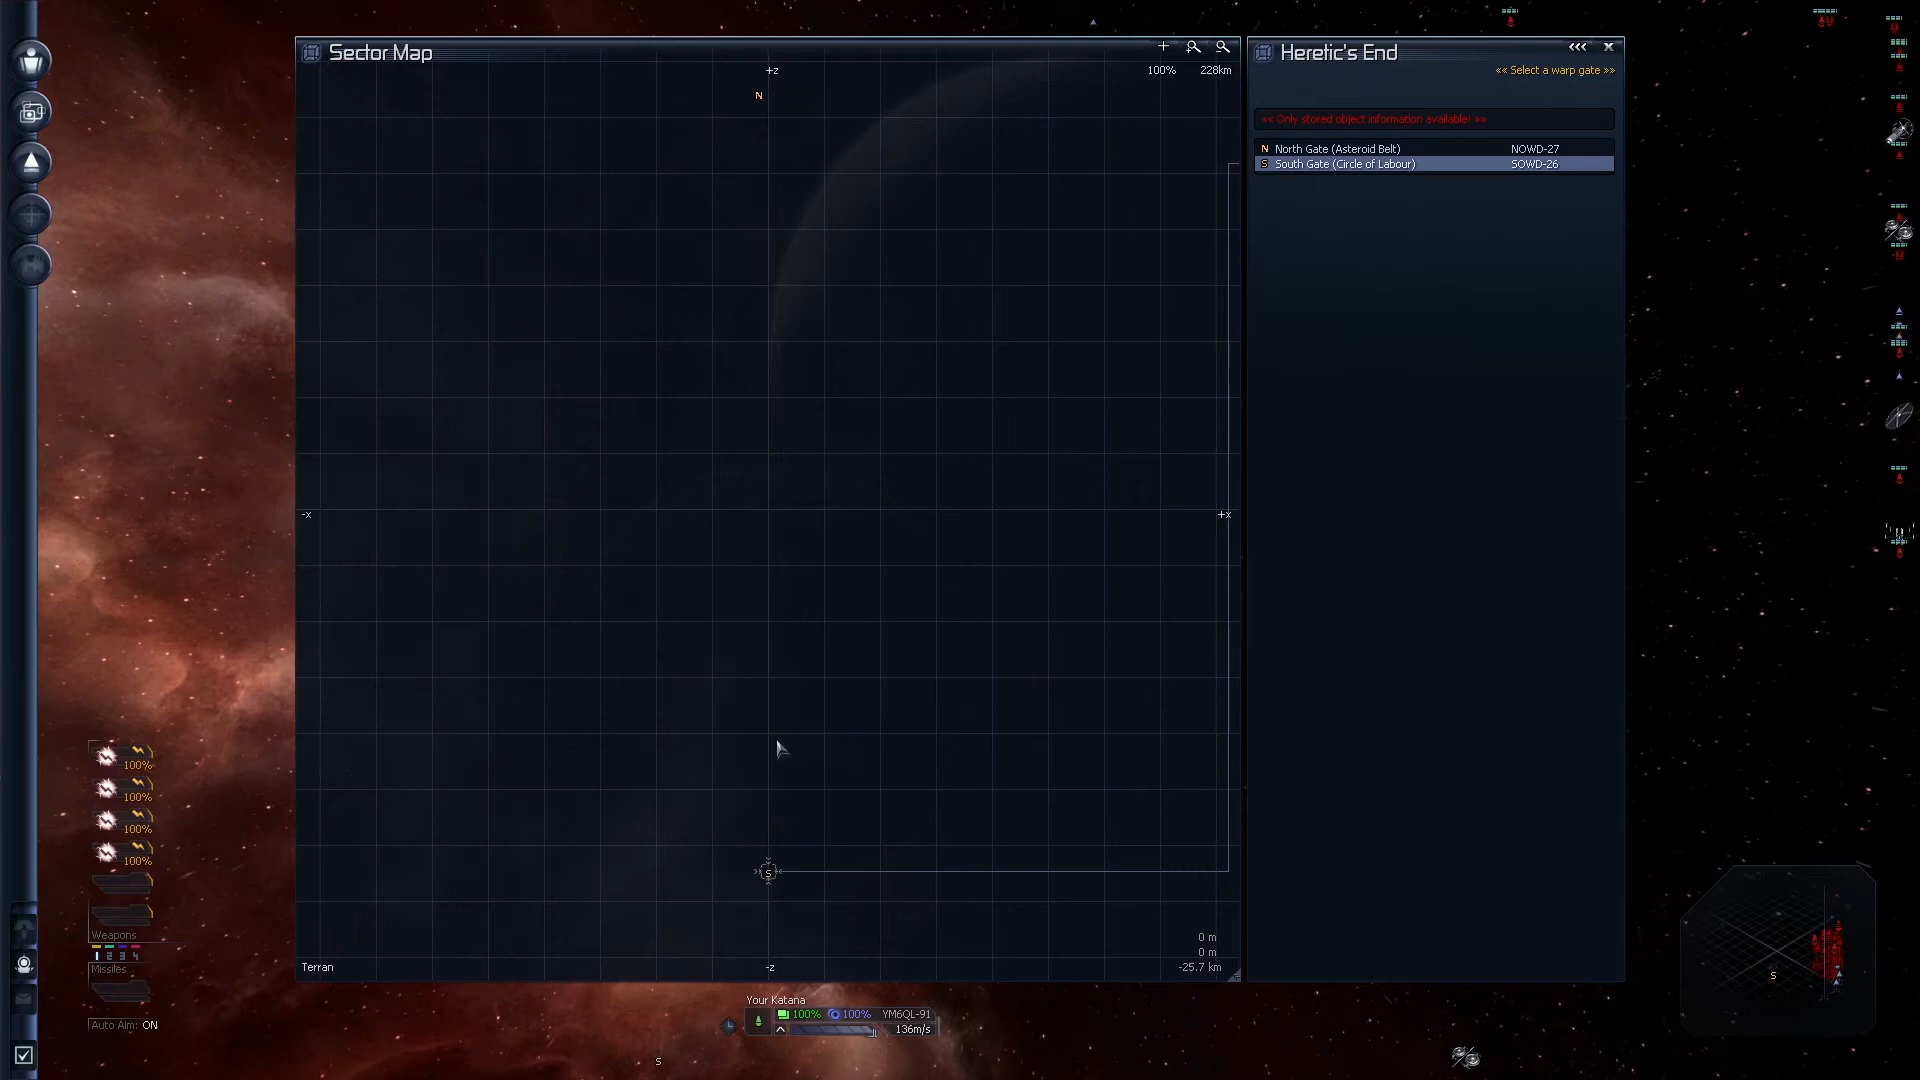 Sector Map
100%
228km
+z
N
-x
+x
S
0 m
0 m
-25.7 km
Terran
-z
Heretic's End
«« Select a warp gate »»
«« Only stored object information available! »»
N North Gate (Asteroid Belt) NOWD-27
S South Gate (Circle of Labour) SOWD-26
100%
100%
100%
100%
Weapons
1 2 3 4
Missiles
Auto Aim: ON
Your Katana
100% 100% YM6QL-91
136m/s
S
S